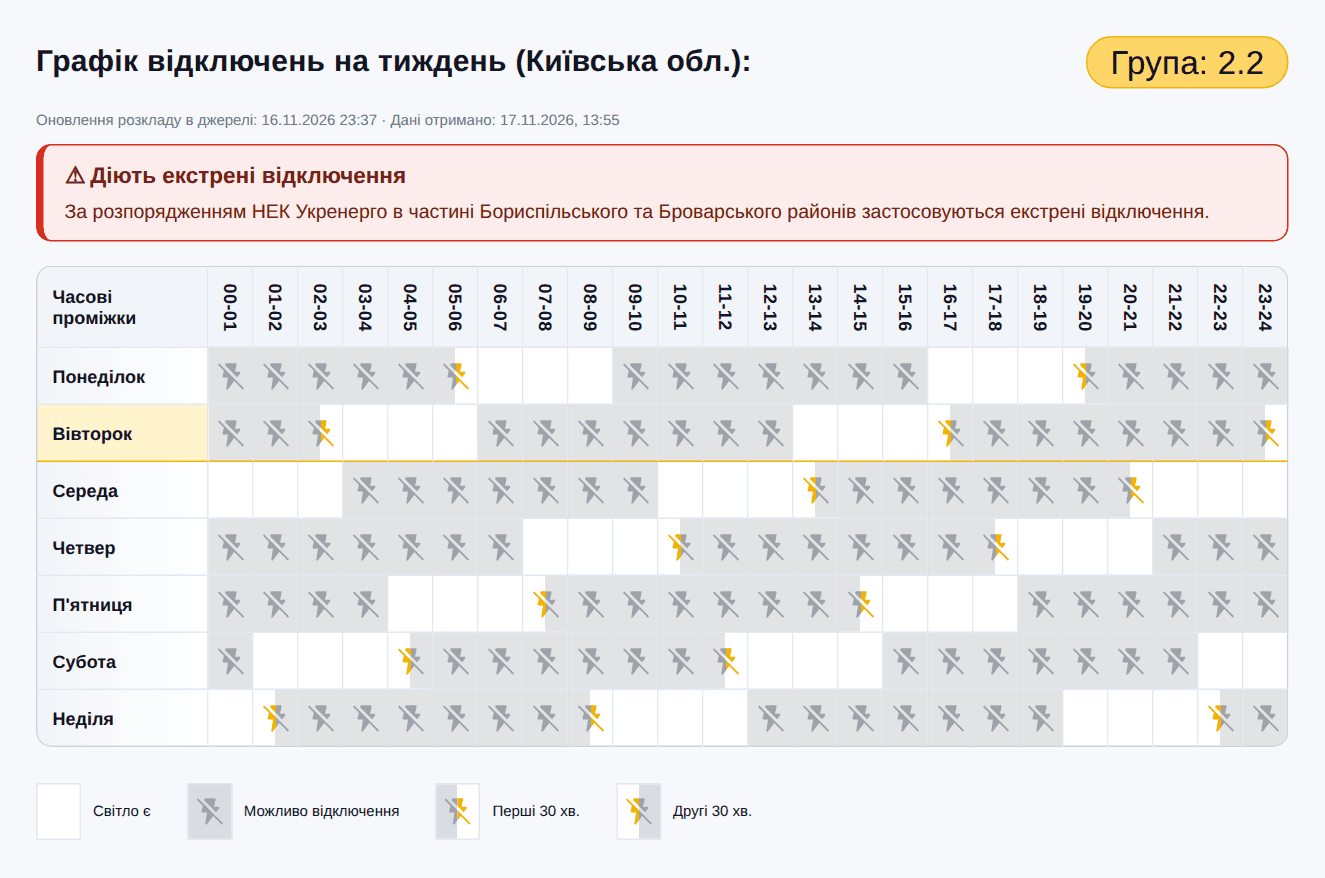 Графік відключень на тиждень (Київська обл.):
Група: 2.2
Оновлення розкладу в джерелі: 16.11.2026 23:37 · Дані отримано: 17.11.2026, 13:55
⚠ Діють екстрені відключення
За розпорядженням НЕК Укренерго в частині Бориспільського та Броварського районів застосовуються екстрені відключення.
Часові
проміжки
00-01
01-02
02-03
03-04
04-05
05-06
06-07
07-08
08-09
09-10
10-11
11-12
12-13
13-14
14-15
15-16
16-17
17-18
18-19
19-20
20-21
21-22
22-23
23-24
Понеділок
Вівторок
Середа
Четвер
П'ятниця
Субота
Неділя
Світло є
Можливо відключення
Перші 30 хв.
Другі 30 хв.